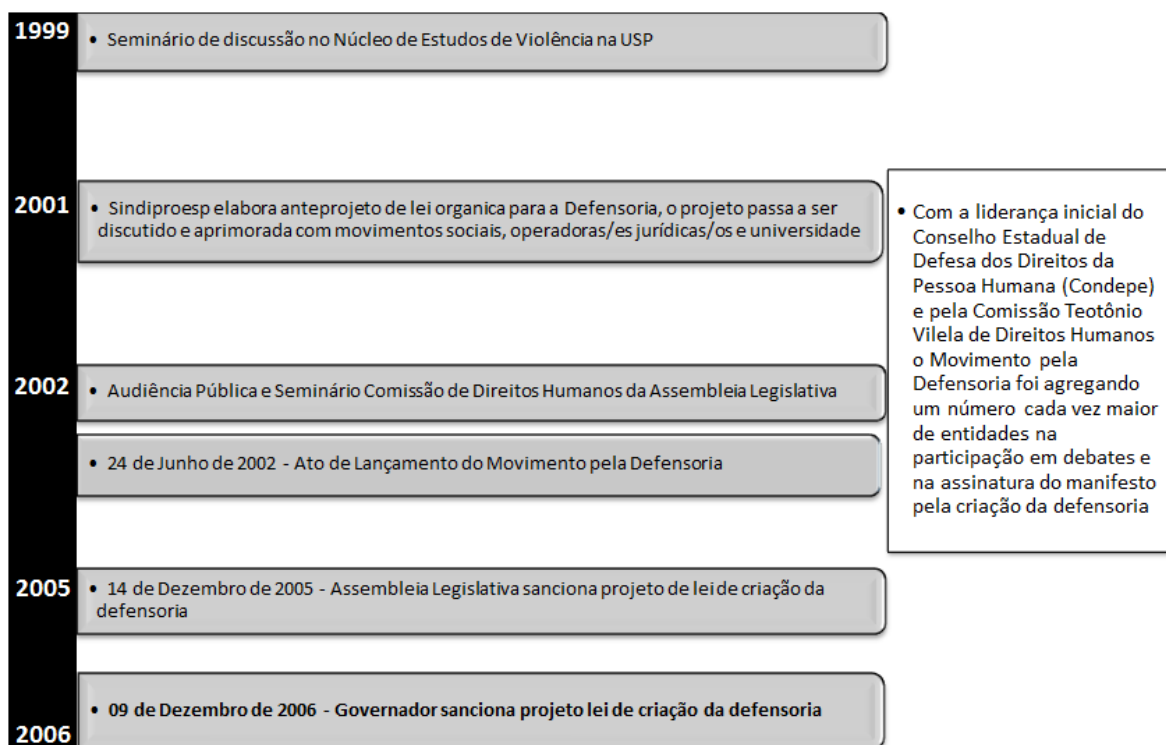 1999
• Seminário de discussão no Núcleo de Estudos de Violência na USP
2001
• Sindiproesp elabora anteprojeto de lei organica para a Defensoria, o projeto passa a ser
discutido e aprimorada com movimentos sociais, operadoras/es jurídicas/os e universidade
2002
• Audiência Pública e Seminário Comissão de Direitos Humanos da Assembleia Legislativa
• 24 de Junho de 2002 - Ato de Lançamento do Movimento pela Defensoria
• Com a liderança inicial do
Conselho Estadual de
Defesa dos Direitos da
Pessoa Humana (Condepe)
e pela Comissão Teotônio
Vilela de Direitos Humanos
o Movimento pela
Defensoria foi agregando
um número cada vez maior
de entidades na
participação em debates e
na assinatura do manifesto
pela criação da defensoria
2005
• 14 de Dezembro de 2005 - Assembleia Legislativa sanciona projeto de lei de criação da
defensoria
• 09 de Dezembro de 2006 - Governador sanciona projeto lei de criação da defensoria
2006